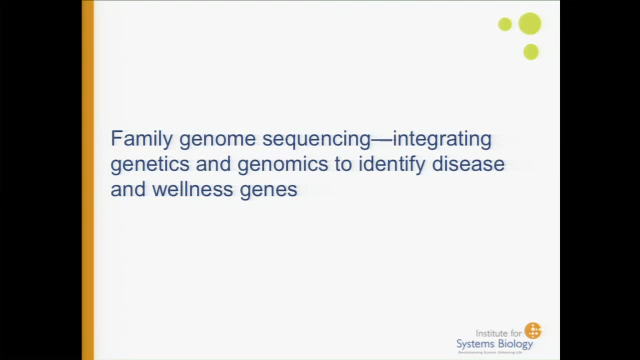 Family genome sequencing—integrating
genetics and genomics to identify disease
and wellness genes
Institute for
Systems Biology